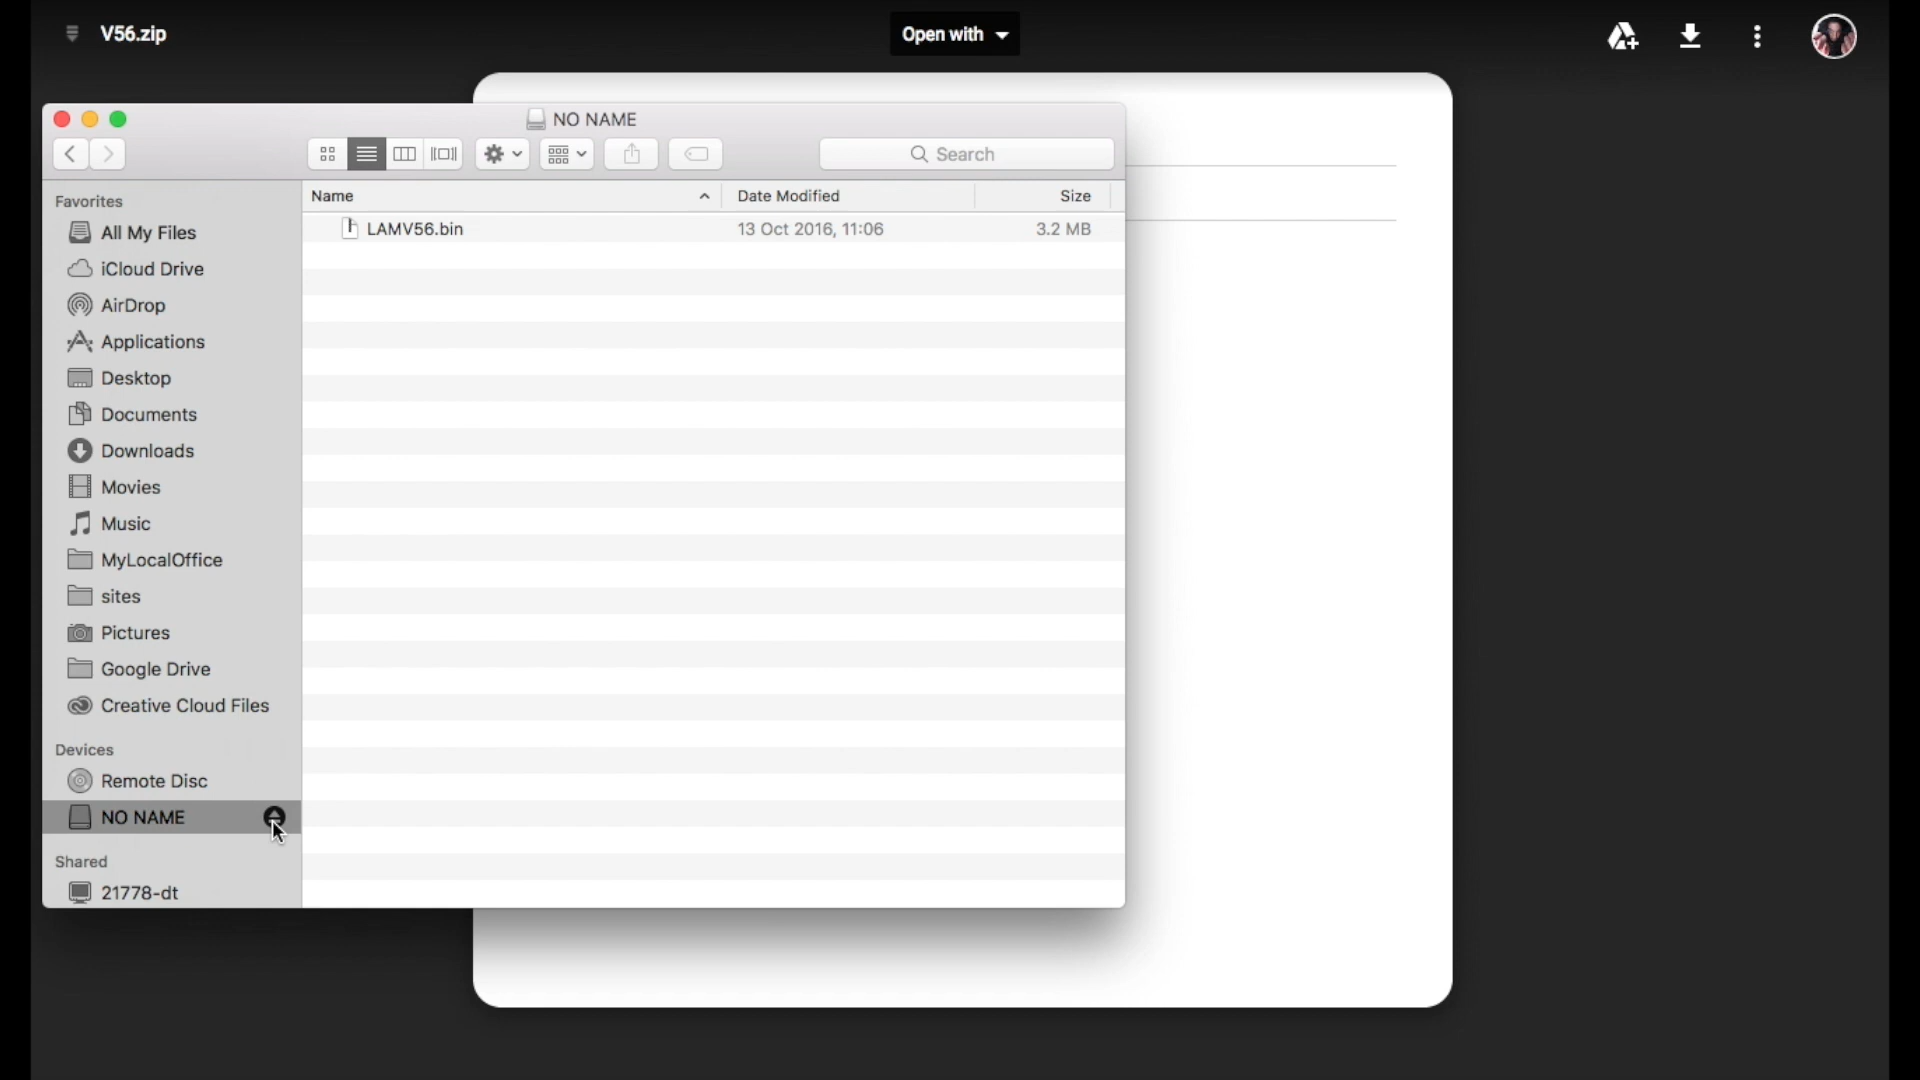 V56.zip
Open with
NO NAME
Search
Favorites
Name
Date Modified
Size
All My Files
LAMV56.bin
13 Oct 2016, 11:06
3.2 MB
iCloud Drive
AirDrop
Applications
Desktop
Documents
Downloads
Movies
Music
MyLocalOffice
sites
Pictures
Google Drive
Creative Cloud Files
Devices
Remote Disc
NO NAME
Shared
21778-dt